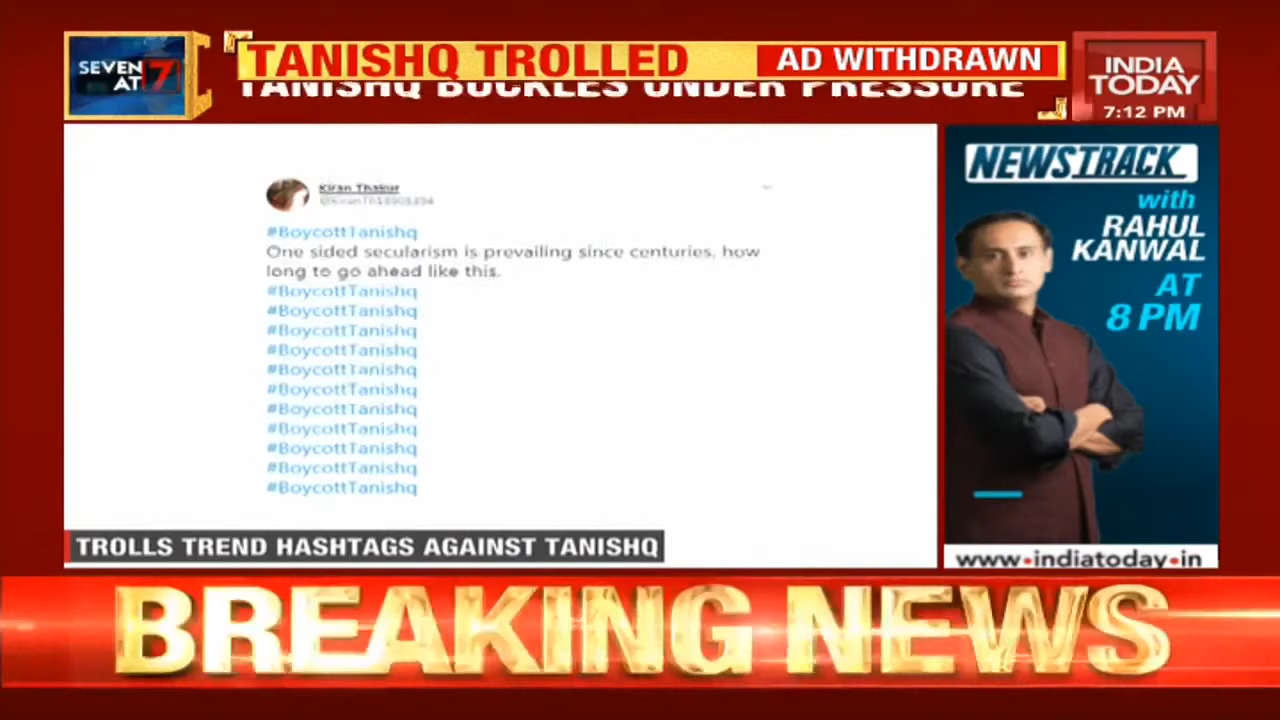 SEVEN
AT 7
TANISHQ TROLLED
AD WITHDRAWN
TANISHQ BUCKLES UNDER PRESSURE
INDIA
TODAY
7:12 PM
Kiran Thakur
#BoycottTanishq
One sided secularism is prevailing since centuries, how
long to go ahead like this.
#BoycottTanishq
#BoycottTanishq
#BoycottTanishq
#BoycottTanishq
#BoycottTanishq
#BoycottTanishq
#BoycottTanishq
#BoycottTanishq
#BoycottTanishq
#BoycottTanishq
#BoycottTanishq
NEWSTRACK
with
RAHUL
KANWAL
AT
8 PM
www.indiatoday.in
TROLLS TREND HASHTAGS AGAINST TANISHQ
BREAKING NEWS